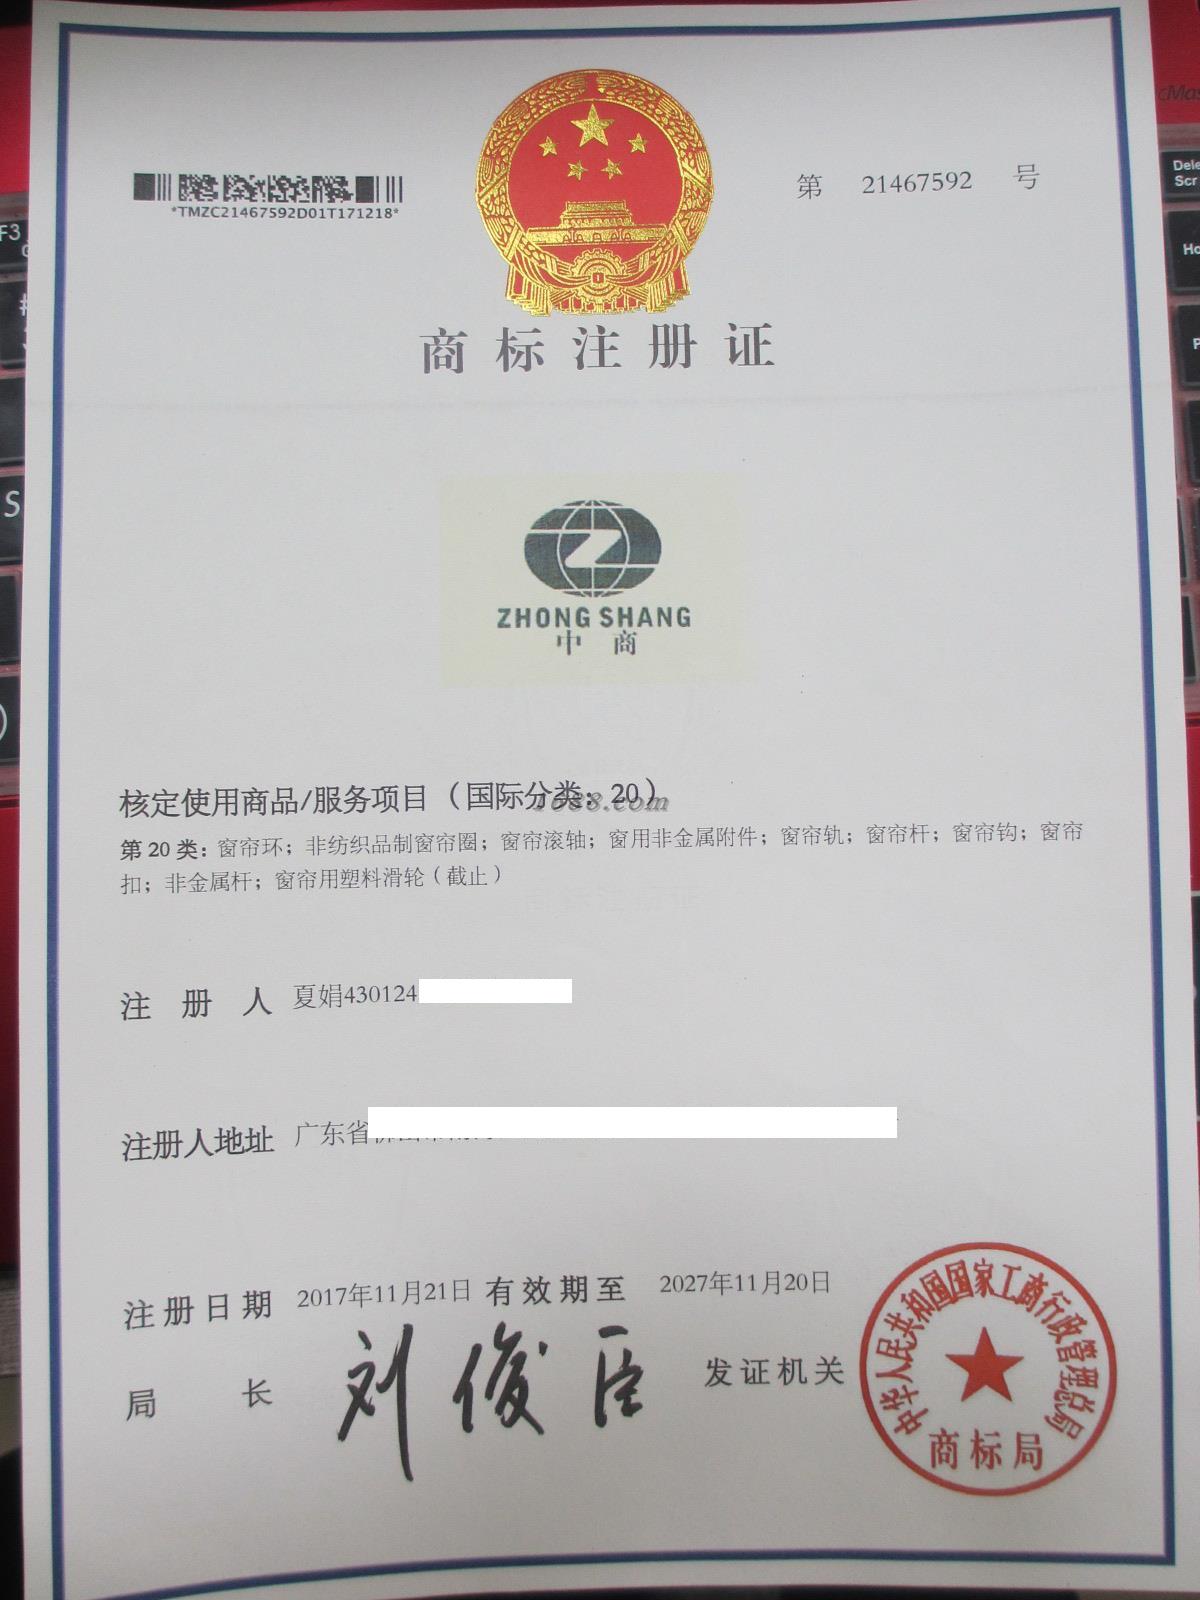 *TMZC21467592D01T171218*
第 21467592 号
商标注册证
ZHONG SHANG
中 商
核定使用商品/服务项目（国际分类：20）
1688.com
第 20 类：窗帘环；非纺织品制窗帘圈；窗帘滚轴；窗用非金属附件；窗帘轨；窗帘杆；窗帘钩；窗帘
扣；非金属杆；窗帘用塑料滑轮（截止）
注 册 人 夏娟430124
注册人地址 广东省
注册日期 2017年11月21日 有效期至 2027年11月20日
局 长 刘俊臣 发证机关
中华人民共和国国家工商行政管理总局
商标局
F3
S
Dele
Scr